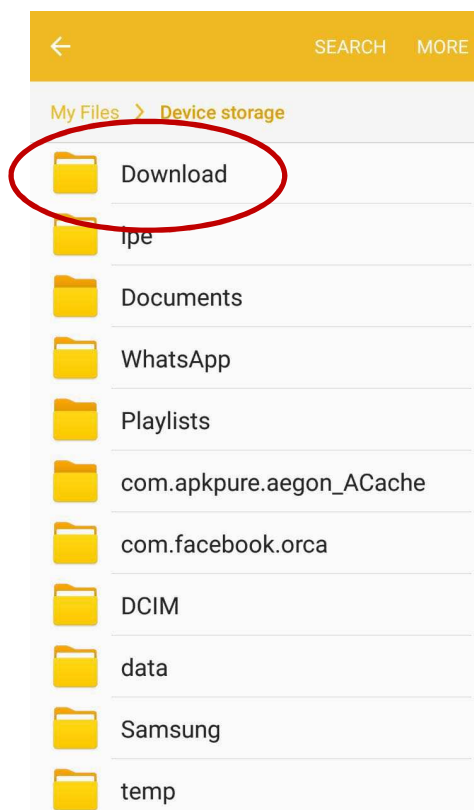 SEARCH MORE
My Files > Device storage
Download
ipe
Documents
WhatsApp
Playlists
com.apkpure.aegon_ACache
com.facebook.orca
DCIM
data
Samsung
temp